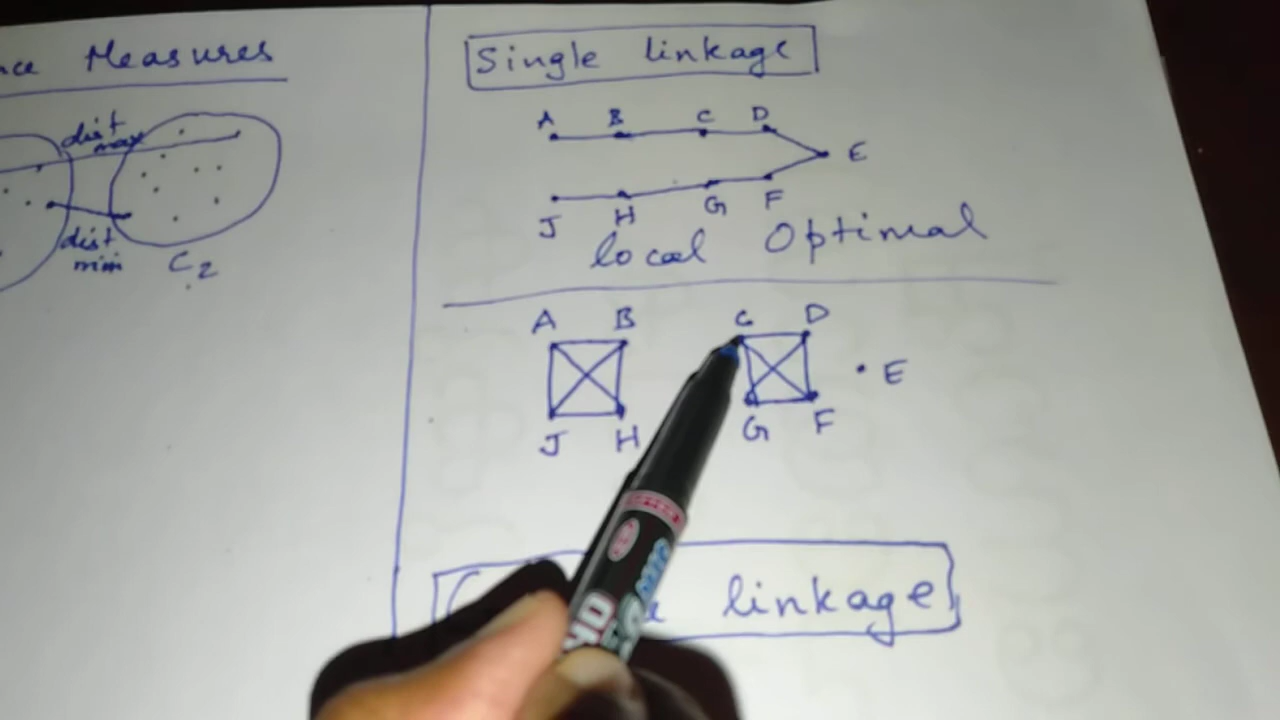 Measures
dist
max
dist
min
C2
Single linkage
A B C D
E
J H G F
local Optimal
A B C D
E
J H G F
linkage